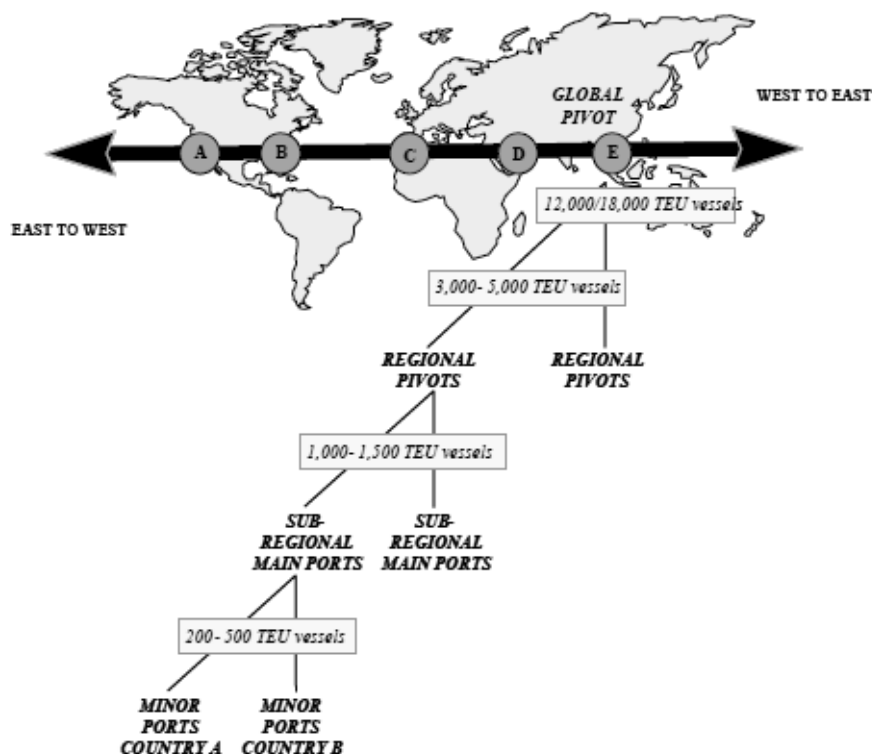 GLOBAL
PIVOT
WEST TO EAST
A
B
C
D
E
12,000/18,000 TEU vessels
EAST TO WEST
3,000- 5,000 TEU vessels
REGIONAL
PIVOTS
REGIONAL
PIVOTS
1,000- 1,500 TEU vessels
SUB-
REGIONAL
MAIN PORTS
SUB-
REGIONAL
MAIN PORTS
200- 500 TEU vessels
MINOR
PORTS
COUNTRY A
MINOR
PORTS
COUNTRY B